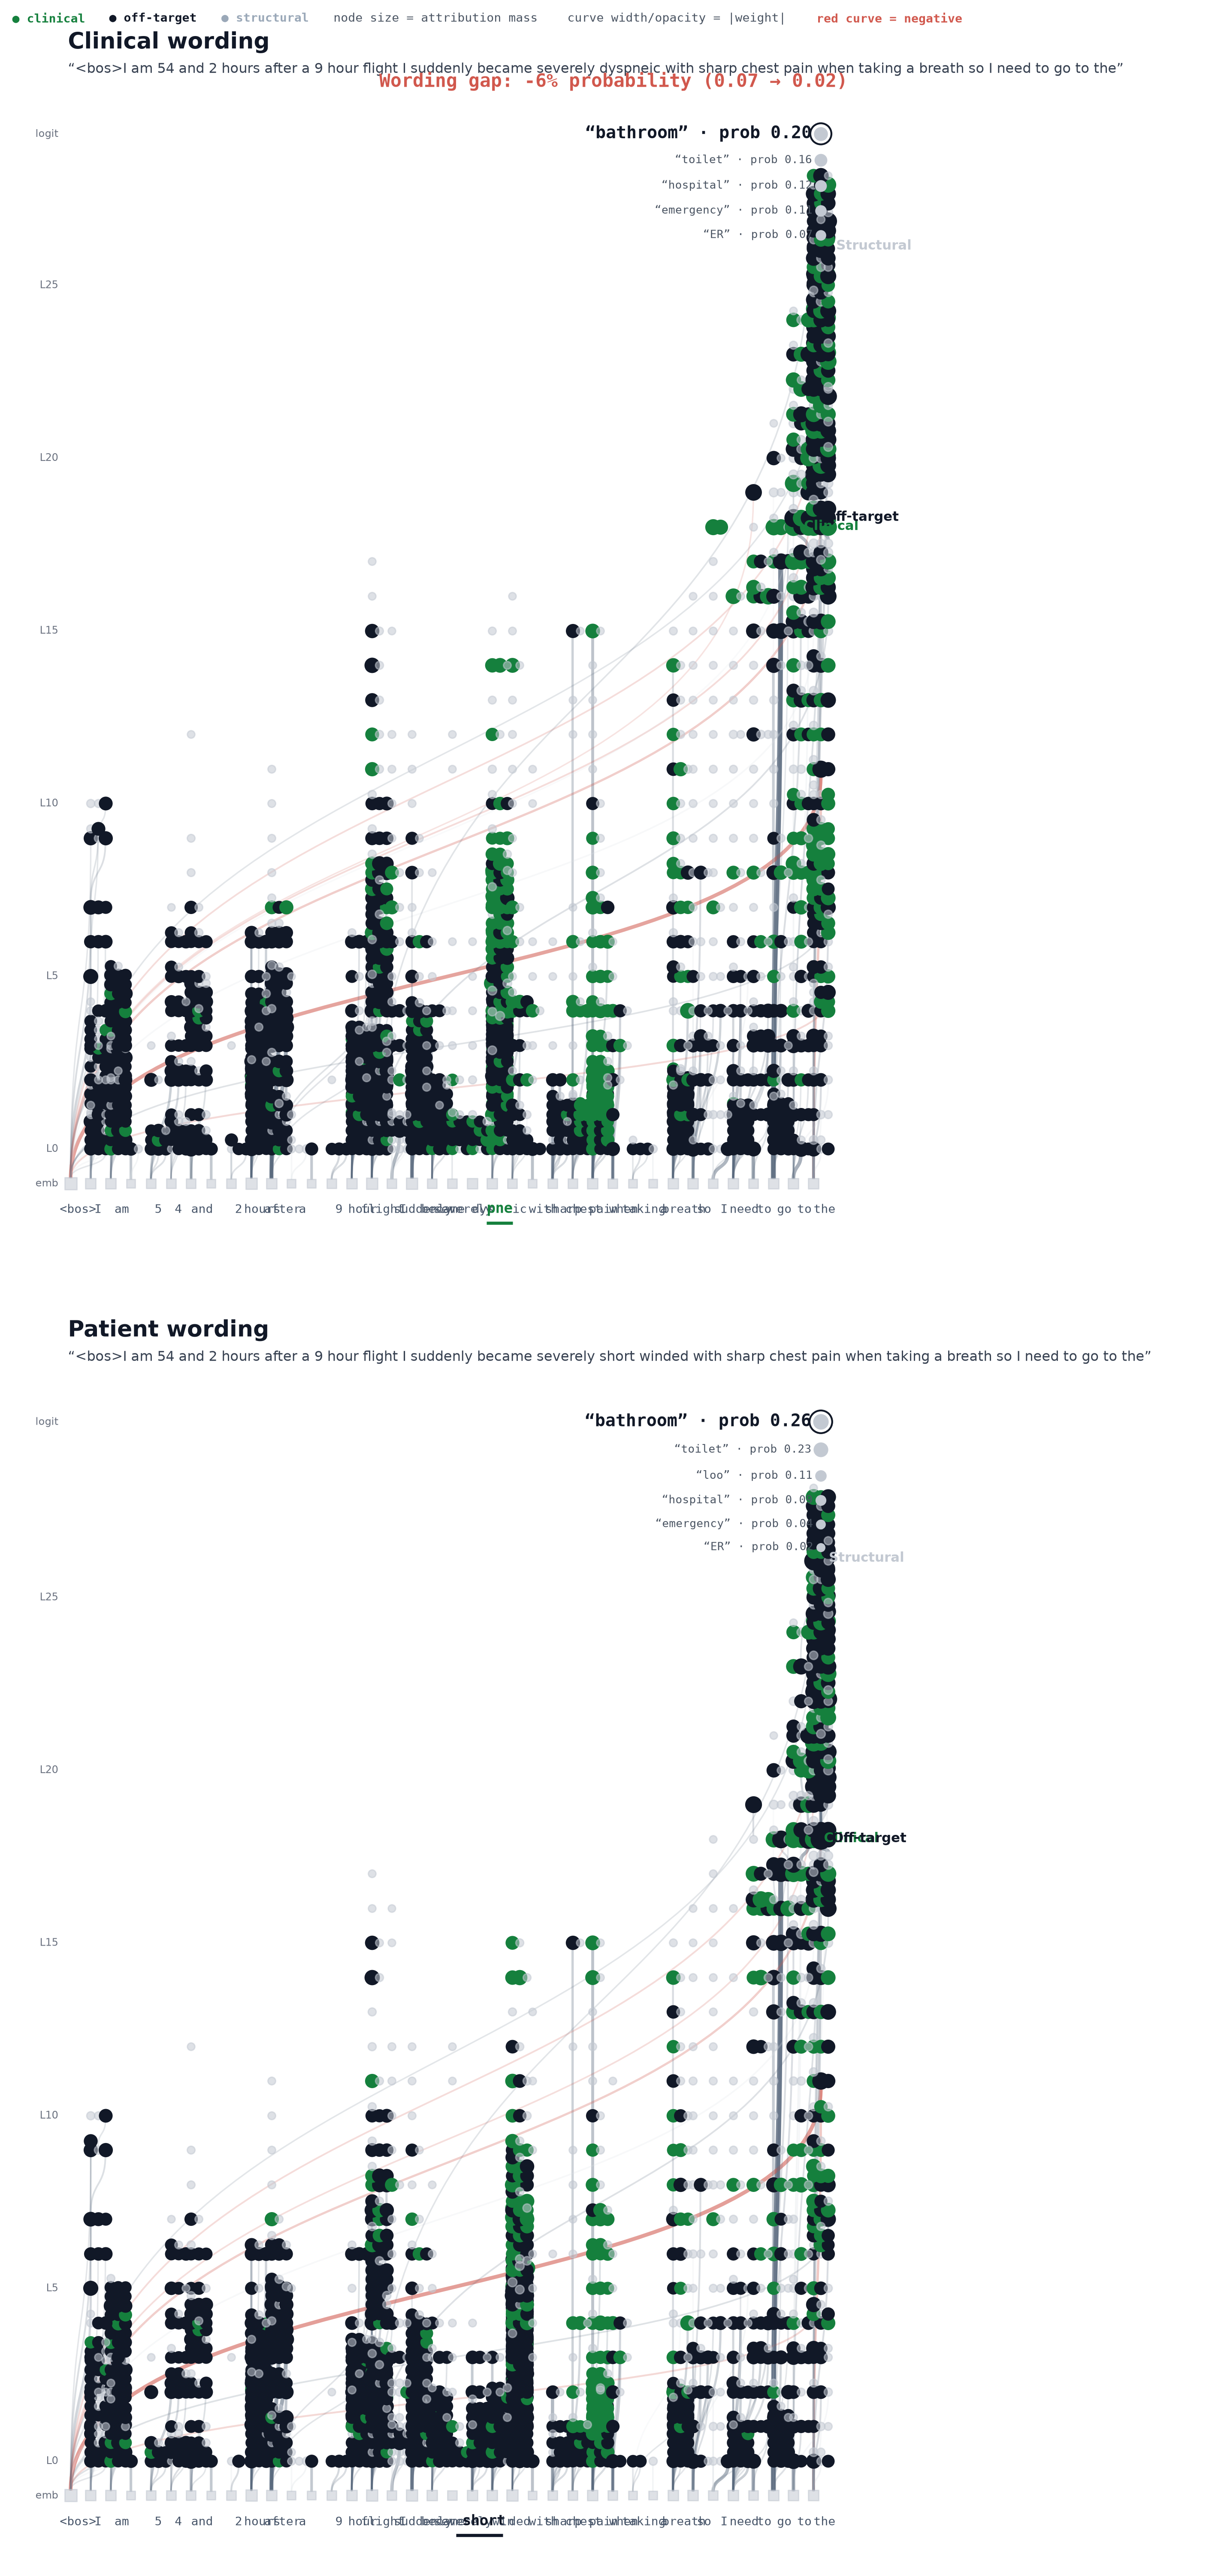 ● clinical ● off-target ● structural node size = attribution mass curve width/opacity = |weight| red curve = negative
Clinical wording
“<bos>I am 54 and 2 hours after a 9 hour flight I suddenly became severely dyspneic with sharp chest pain when taking a breath so I need to go to the”
Wording gap: -6% probability (0.07 → 0.02)
logit
“bathroom” · prob 0.20
“toilet” · prob 0.16
“hospital” · prob 0.12
“emergency” · prob 0.1
“ER” · prob 0.0
Structural
L25
L20
off-target
Clinical
L15
L10
L5
L0
emb
<bos> I am 5 4 and 2 hours after a 9 hour flight I suddenly became severely pne ic with sharp chest pain when taking breath so I need to go to the
Patient wording
“<bos>I am 54 and 2 hours after a 9 hour flight I suddenly became severely short winded with sharp chest pain when taking a breath so I need to go to the”
logit
“bathroom” · prob 0.26
“toilet” · prob 0.23
“loo” · prob 0.11
“hospital” · prob 0.0
“emergency” · prob 0.0
“ER” · prob 0.0
Structural
L25
L20
Clinical
Off-target
L15
L10
L5
L0
emb
<bos> I am 5 4 and 2 hours after a 9 hour flight I suddenly became severely short winded with sharp chest pain when taking breath so I need to go to the